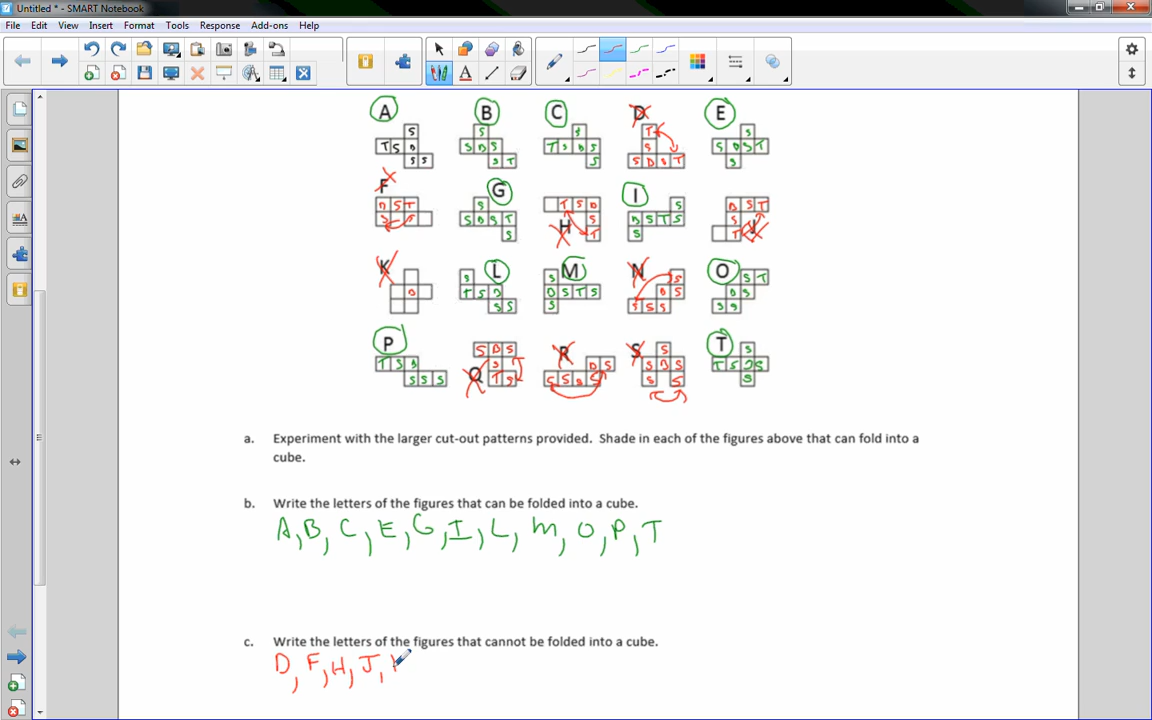 Untitled * - SMART Notebook
File Edit View Insert Format Tools Response Add-ons Help
A B C D E
S S S T S
T S D S D S T S D S S S D S T
S S S T S S D S T S
F G H I J
D S T S T S D S D S T
S S S D S T S D S T S S
S T S T
K L M N O
S S S S T
D T S D D S T S D S D S
S S S S S S S S
P Q R S T
S D S D S S S
T S D S S S S D S S D S T S D S
S S S T S S S S
a. Experiment with the larger cut-out patterns provided. Shade in each of the figures above that can fold into a
cube.
b. Write the letters of the figures that can be folded into a cube.
A, B, C, E, G, I, L, M, O, P, T
c. Write the letters of the figures that cannot be folded into a cube.
D, F, H, J,